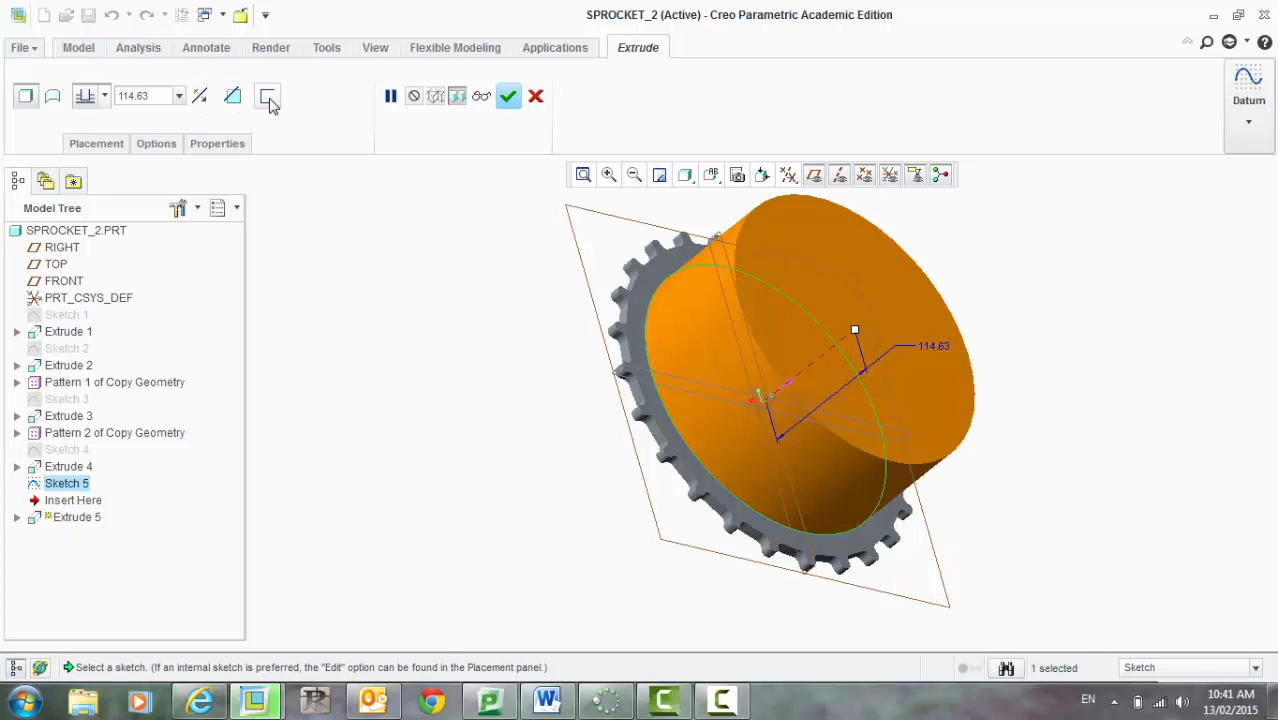 SPROCKET_2 (Active) - Creo Parametric Academic Edition
File Model Analysis Annotate Render Tools View Flexible Modeling Applications Extrude
114.63
Datum
Placement Options Properties
Model Tree
SPROCKET_2.PRT
RIGHT
TOP
FRONT
PRT_CSYS_DEF
Sketch 1
Extrude 1
Sketch 2
Extrude 2
Pattern 1 of Copy Geometry
Sketch 3
Extrude 3
Pattern 2 of Copy Geometry
Sketch 4
Extrude 4
Sketch 5
Insert Here
Extrude 5
114.63
Select a sketch. (If an internal sketch is preferred, the "Edit" option can be found in the Placement panel.)
1 selected
Sketch
EN
10:41 AM
13/02/2015